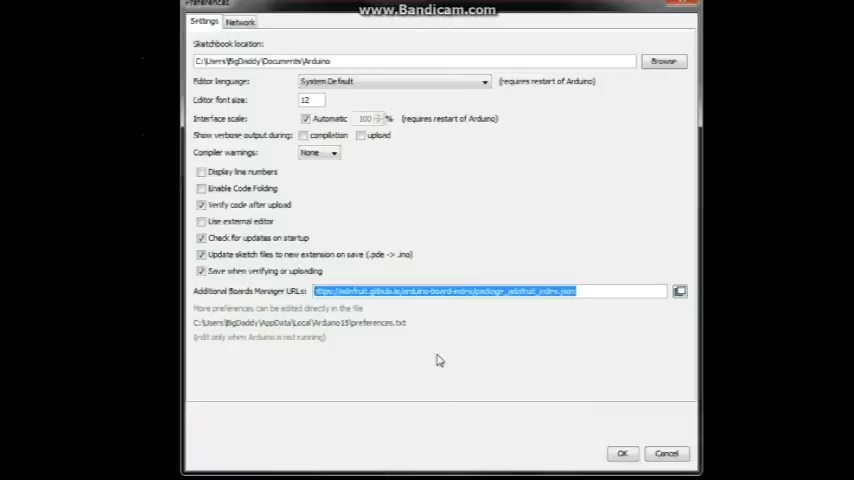 www.Bandicam.com
Preferences
Settings Network
Sketchbook location:
C:\Users\BigDaddy\Documents\Arduino Browse
Editor language: System Default (requires restart of Arduino)
Editor font size: 12
Interface scale: Automatic 100 % (requires restart of Arduino)
Show verbose output during: compilation upload
Compiler warnings: None
Display line numbers
Enable Code Folding
Verify code after upload
Use external editor
Check for updates on startup
Update sketch files to new extension on save (.pde -> .ino)
Save when verifying or uploading
Additional Boards Manager URLs: https://adafruit.github.io/arduino-board-index/package_adafruit_index.json
More preferences can be edited directly in the file
C:\Users\BigDaddy\AppData\Local\Arduino15\preferences.txt
(edit only when Arduino is not running)
OK Cancel